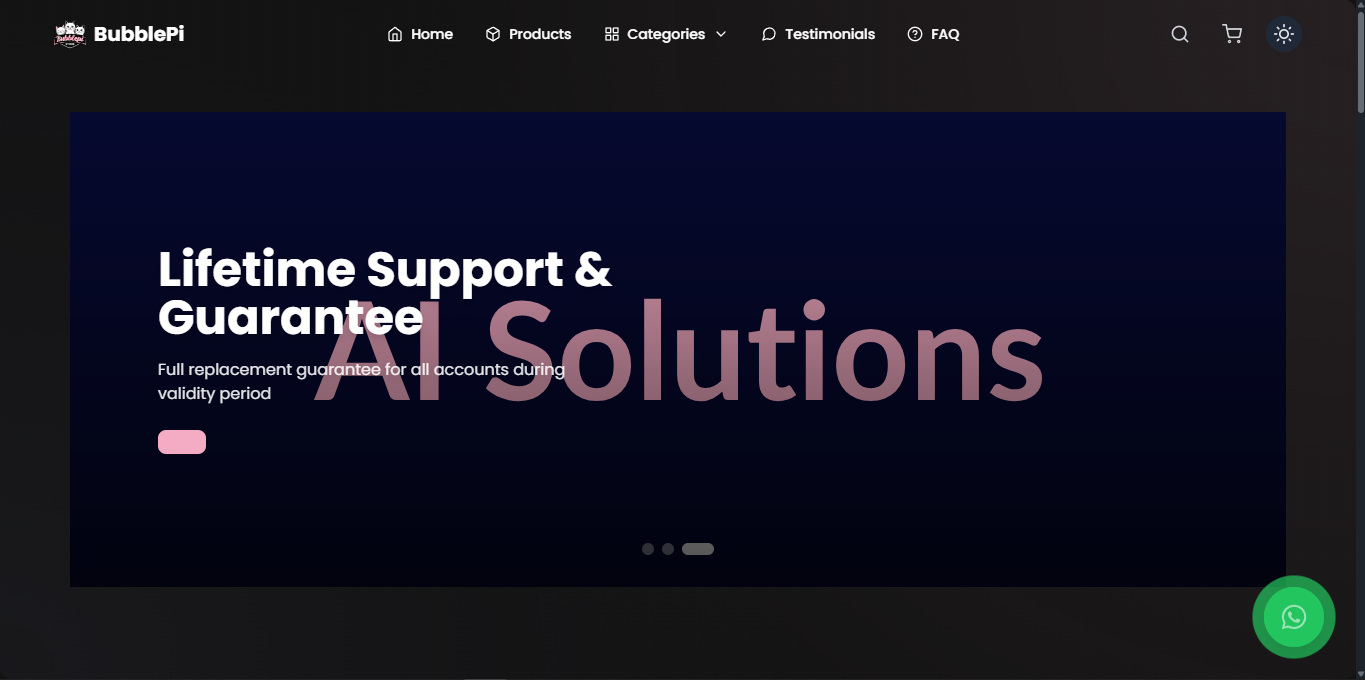 BubblePi
Home
Products
Categories
Testimonials
FAQ
Lifetime Support &
Guarantee
AI Solutions
Full replacement guarantee for all accounts during
validity period